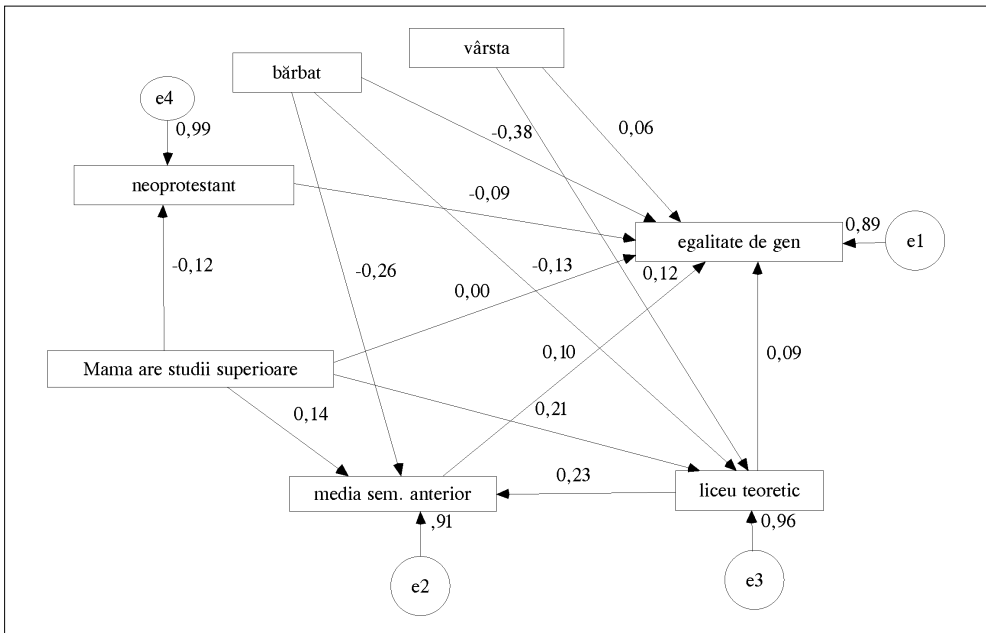 vârsta
bărbat
e4
0,99
-0,38
0,06
neoprotestant
-0,09
0,89
egalitate de gen
e1
-0,12
-0,26
-0,13
0,12
0,00
Mama are studii superioare
0,10
0,09
0,14
0,21
0,23
media sem. anterior
liceu teoretic
,91
0,96
e2
e3